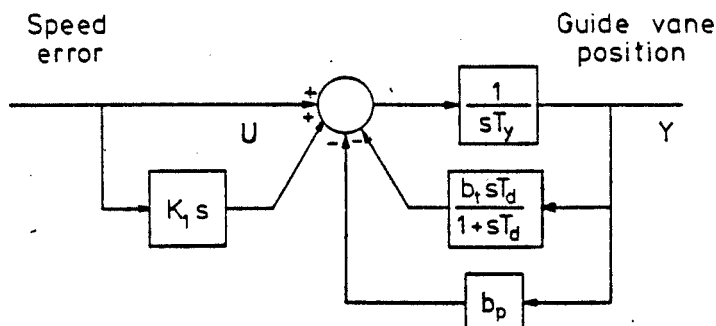 Speed
error
Guide vane
position
+
+
U
1
sT_y
Y
K_1 s
− −
b_t sT_d
1 + sT_d
b_p